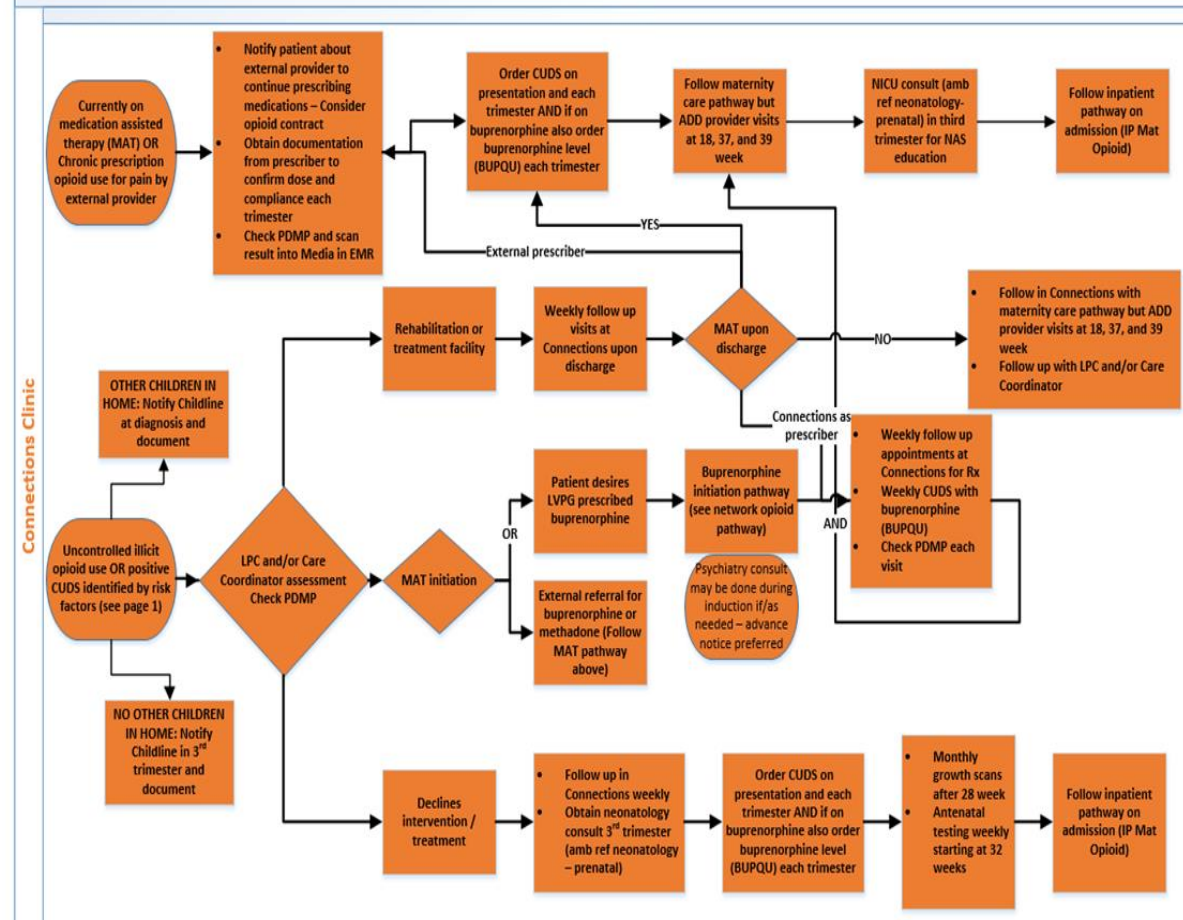 Connections Clinic
Currently on
medication assisted
therapy (MAT) OR
Chronic prescription
opioid use for pain by
external provider
• Notify patient about
external provider to
continue prescribing
medications – Consider
opioid contract
• Obtain documentation
from prescriber to
confirm dose and
compliance each
trimester
• Check PDMP and scan
result into Media in EMR
Order CUDS on
presentation and each
trimester AND if on
buprenorphine also order
buprenorphine level
(BUPQU) each trimester
Follow maternity
care pathway but
ADD provider visits
at 18, 37, and 39
week
NICU consult (amb
ref neonatology-
prenatal) in third
trimester for NAS
education
Follow inpatient
pathway on
admission (IP Mat
Opioid)
YES
External prescriber
Rehabilitation or
treatment facility
Weekly follow up
visits at
Connections upon
discharge
MAT upon
discharge
NO
• Follow in Connections with
maternity care pathway but ADD
provider visits at 18, 37, and 39
week
• Follow up with LPC and/or Care
Coordinator
OTHER CHILDREN IN
HOME: Notify Childline
at diagnosis and
document
Connections as
prescriber
Uncontrolled illicit
opioid use OR positive
CUDS identified by risk
factors (see page 1)
LPC and/or Care
Coordinator assessment
Check PDMP
MAT initiation
OR
Patient desires
LVPG prescribed
buprenorphine
Buprenorphine
initiation pathway
(see network opioid
pathway)
AND
• Weekly follow up
appointments at
Connections for Rx
• Weekly CUDS with
buprenorphine
(BUPQU)
• Check PDMP each
visit
External referral for
buprenorphine or
methadone (Follow
MAT pathway
above)
Psychiatry consult
may be done during
induction if/as
needed – advance
notice preferred
NO OTHER CHILDREN
IN HOME: Notify
Childline in 3rd
trimester and
document
Declines
intervention /
treatment
• Follow up in
Connections weekly
• Obtain neonatology
consult 3rd trimester
(amb ref neonatology
– prenatal)
Order CUDS on
presentation and each
trimester AND if on
buprenorphine also order
buprenorphine level
(BUPQU) each trimester
• Monthly
growth scans
after 28 week
• Antenatal
testing weekly
starting at 32
weeks
Follow inpatient
pathway on
admission (IP Mat
Opioid)